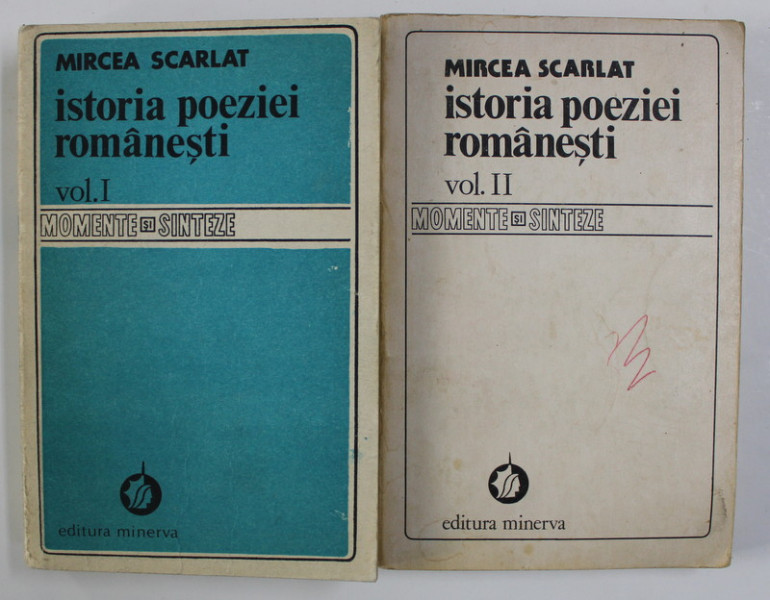 MIRCEA SCARLAT
istoria poeziei
românești
vol. I
MOMENTE ȘI SINTEZE
editura minerva
MIRCEA SCARLAT
istoria poeziei
românești
vol. II
MOMENTE ȘI SINTEZE
editura minerva